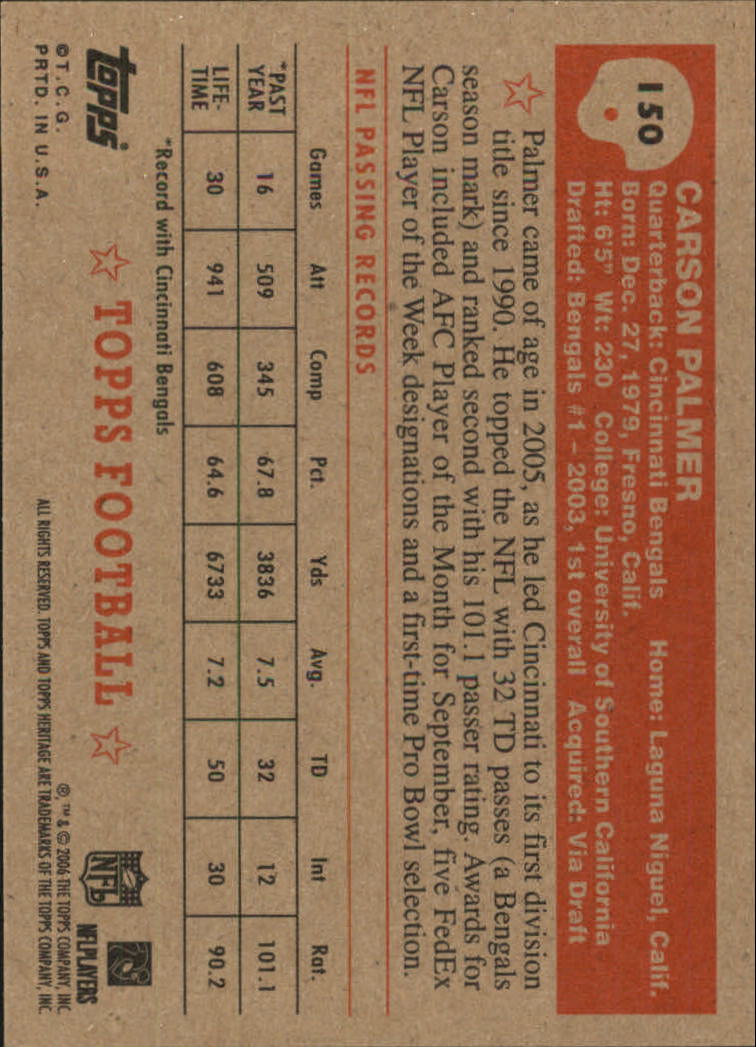 150
CARSON PALMER
Quarterback: Cincinnati Bengals Home: Laguna Niguel, Calif.
Born: Dec. 27, 1979, Fresno, Calif.
Ht: 6'5" Wt: 230 College: University of Southern California
Drafted: Bengals #1 - 2003, 1st overall Acquired: Via Draft
Palmer came of age in 2005, as he led Cincinnati to its first division
title since 1990. He topped the NFL with 32 TD passes (a Bengals
season mark) and ranked second with his 101.1 passer rating. Awards for
Carson included AFC Player of the Month for September, five FedEx
NFL Player of the Week designations and a first-time Pro Bowl selection.
NFL PASSING RECORDS
Games Att Comp Pct. Yds Avg. TD Int Rat.
*PAST YEAR 16 509 345 67.8 3836 7.5 32 12 101.1
LIFE-TIME 30 941 608 64.6 6733 7.2 50 30 90.2
*Record with Cincinnati Bengals
topps
TOPPS FOOTBALL
NFL
NFLPLAYERS
© T.C.G.
PRTD. IN U.S.A.
®, ™ & © 2006 THE TOPPS COMPANY, INC.
ALL RIGHTS RESERVED. TOPPS AND TOPPS HERITAGE ARE TRADEMARKS OF THE TOPPS COMPANY, INC.